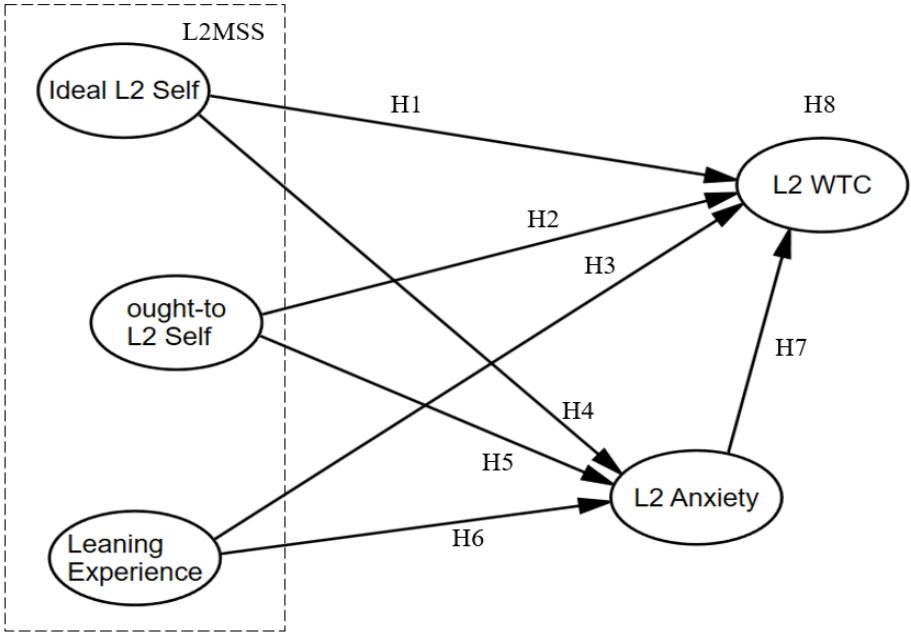 L2MSS
Ideal L2 Self
H1
H8
L2 WTC
H2
H3
ought-to
L2 Self
H7
H4
H5
L2 Anxiety
H6
Leaning
Experience